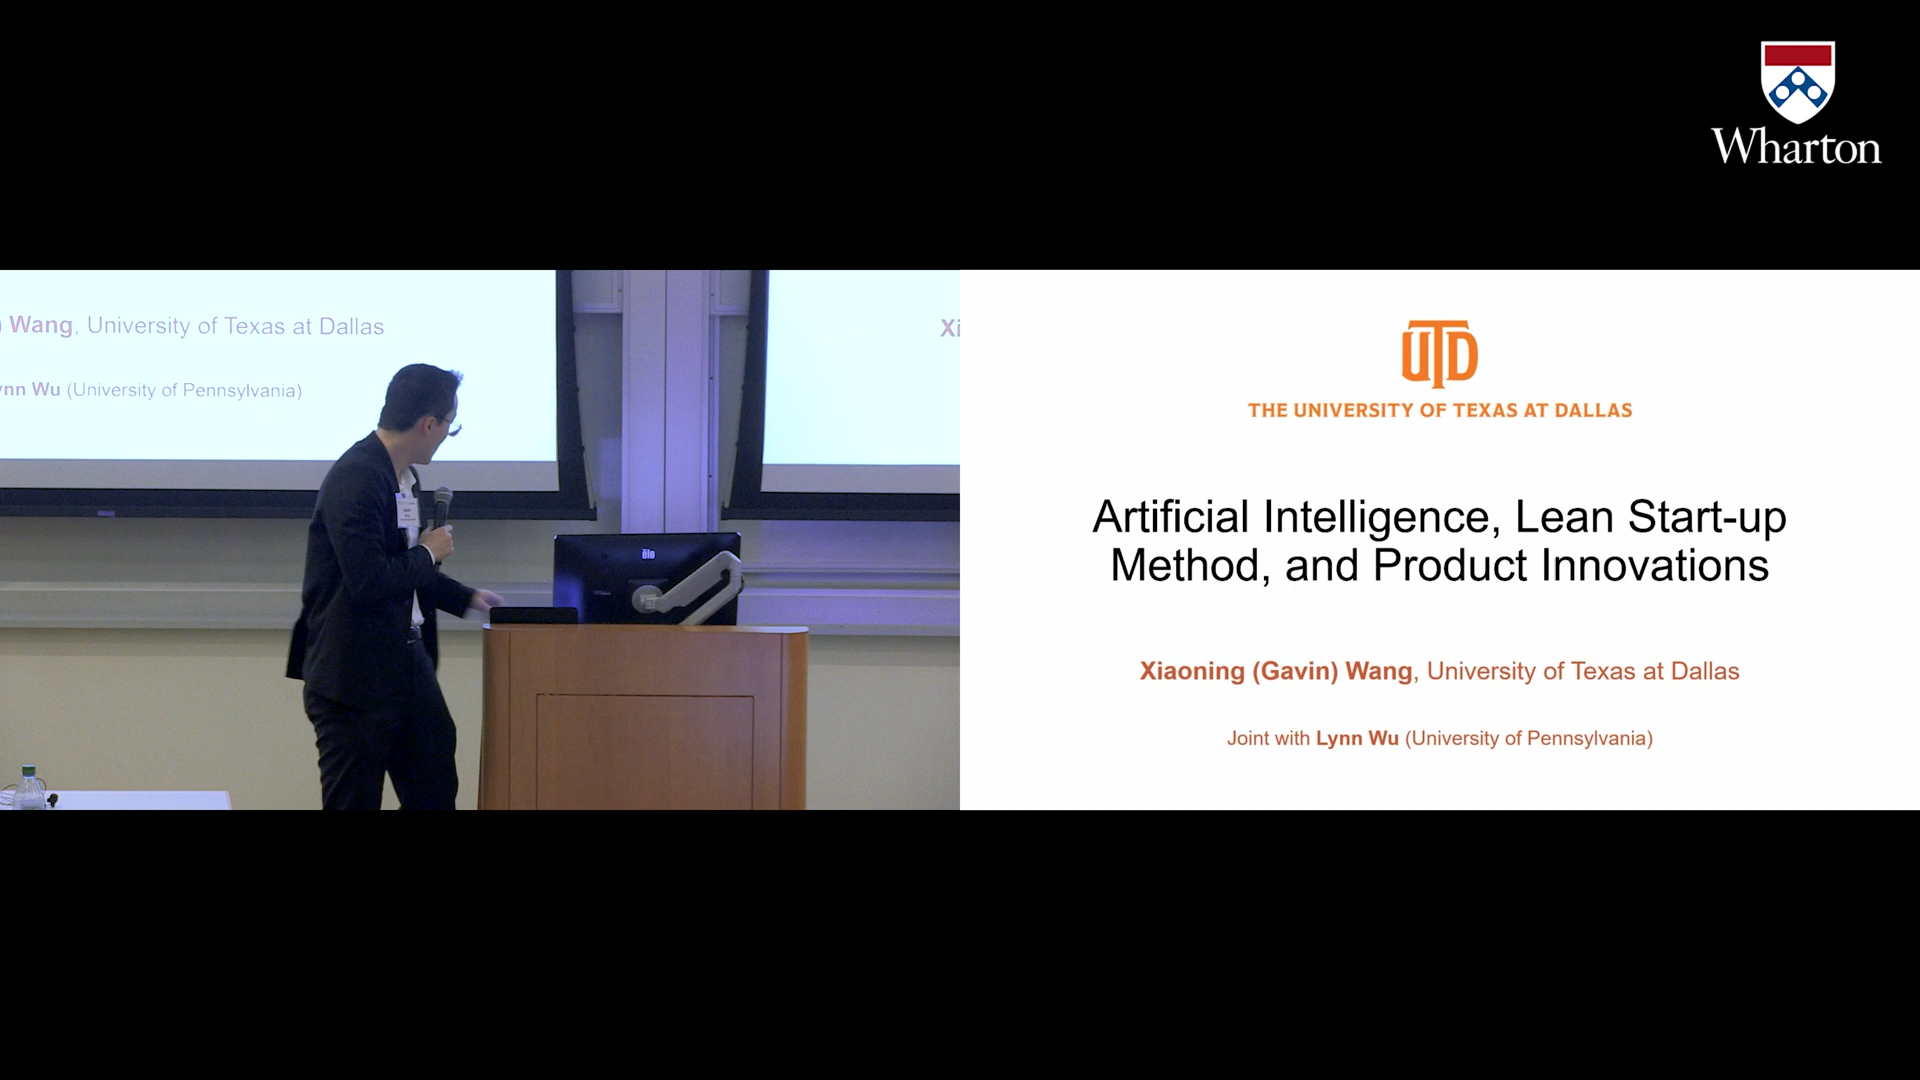 Wharton
) Wang, University of Texas at Dallas
ynn Wu (University of Pennsylvania)
Xi
elo
UTD
THE UNIVERSITY OF TEXAS AT DALLAS
Artificial Intelligence, Lean Start-up
Method, and Product Innovations
Xiaoning (Gavin) Wang, University of Texas at Dallas
Joint with Lynn Wu (University of Pennsylvania)